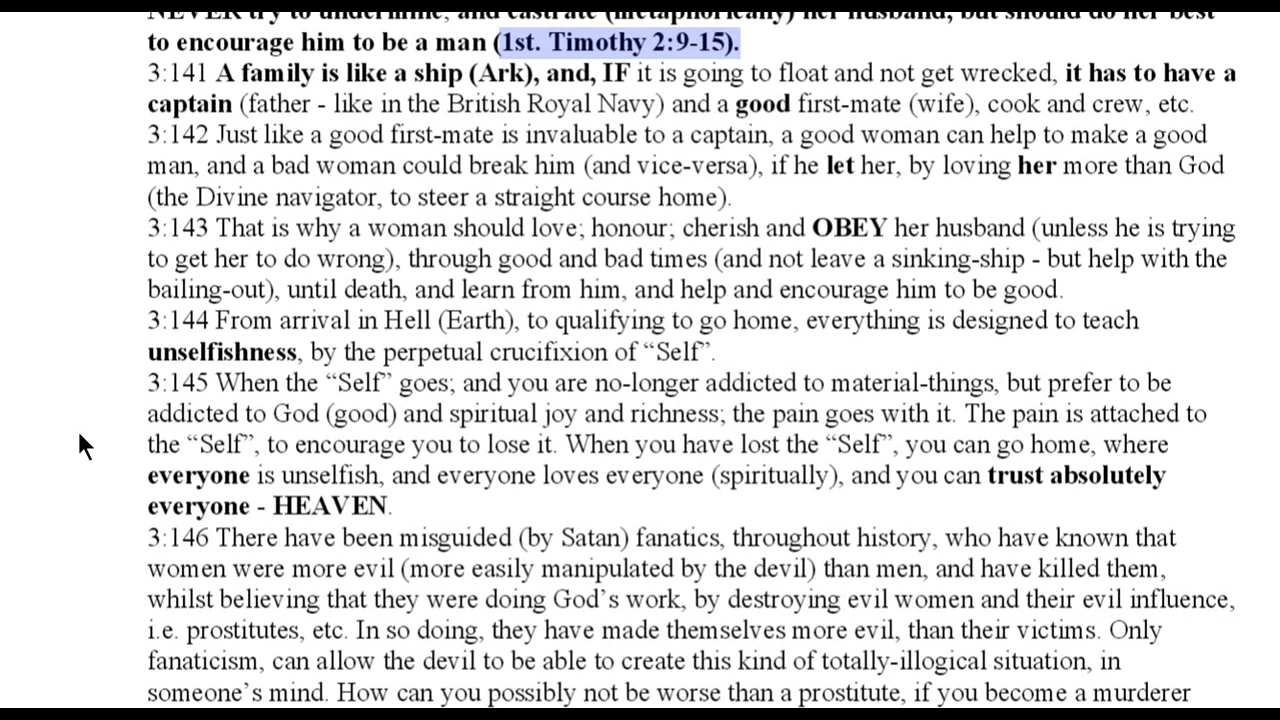 NEVER try to undermine, and castrate (metaphorically) her husband, but should do her best
to encourage him to be a man (1st. Timothy 2:9-15).
3:141 A family is like a ship (Ark), and, IF it is going to float and not get wrecked, it has to have a
captain (father - like in the British Royal Navy) and a good first-mate (wife), cook and crew, etc.
3:142 Just like a good first-mate is invaluable to a captain, a good woman can help to make a good
man, and a bad woman could break him (and vice-versa), if he let her, by loving her more than God
(the Divine navigator, to steer a straight course home).
3:143 That is why a woman should love; honour; cherish and OBEY her husband (unless he is trying
to get her to do wrong), through good and bad times (and not leave a sinking-ship - but help with the
bailing-out), until death, and learn from him, and help and encourage him to be good.
3:144 From arrival in Hell (Earth), to qualifying to go home, everything is designed to teach
unselfishness, by the perpetual crucifixion of “Self”.
3:145 When the “Self” goes; and you are no-longer addicted to material-things, but prefer to be
addicted to God (good) and spiritual joy and richness; the pain goes with it. The pain is attached to
the “Self”, to encourage you to lose it. When you have lost the “Self”, you can go home, where
everyone is unselfish, and everyone loves everyone (spiritually), and you can trust absolutely
everyone - HEAVEN.
3:146 There have been misguided (by Satan) fanatics, throughout history, who have known that
women were more evil (more easily manipulated by the devil) than men, and have killed them,
whilst believing that they were doing God’s work, by destroying evil women and their evil influence,
i.e. prostitutes, etc. In so doing, they have made themselves more evil, than their victims. Only
fanaticism, can allow the devil to be able to create this kind of totally-illogical situation, in
someone’s mind. How can you possibly not be worse than a prostitute, if you become a murderer